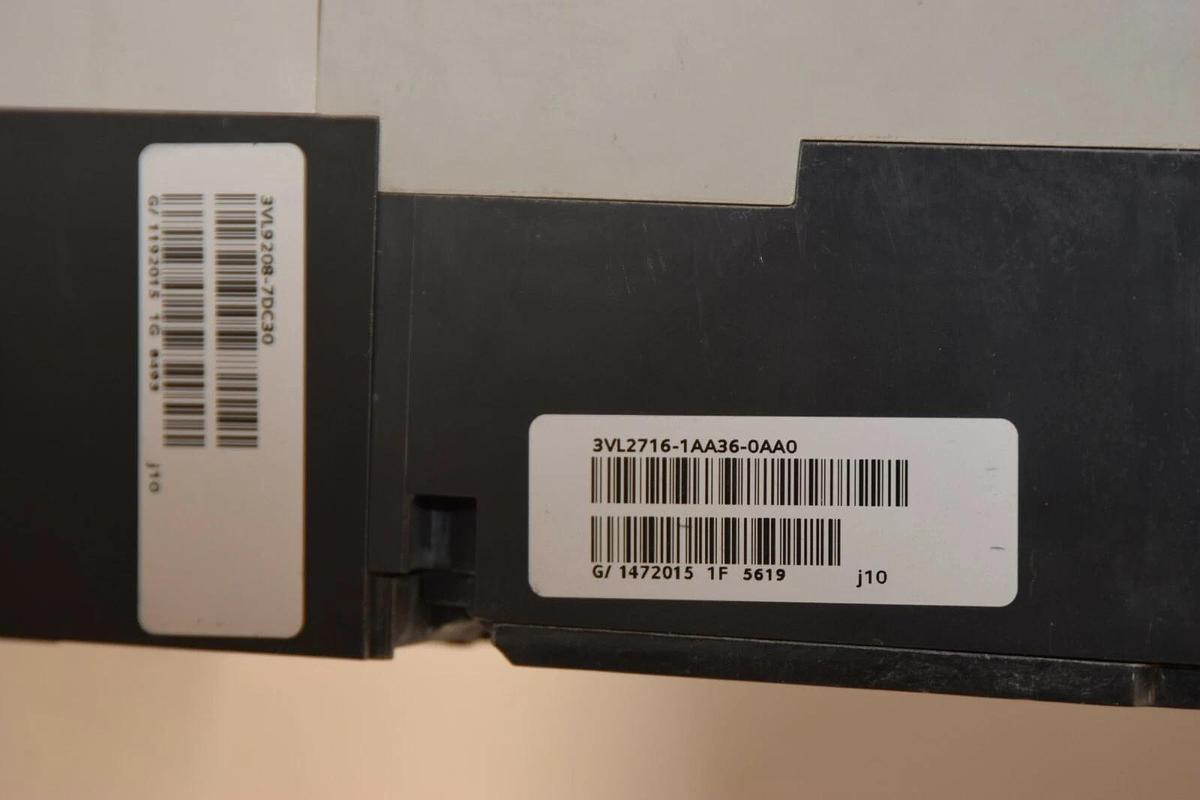 3VL9208-7DC30
G/ 1192015 1G 8493
j10
3VL2716-1AA36-0AA0
G/ 1472015 1F 5619
j10